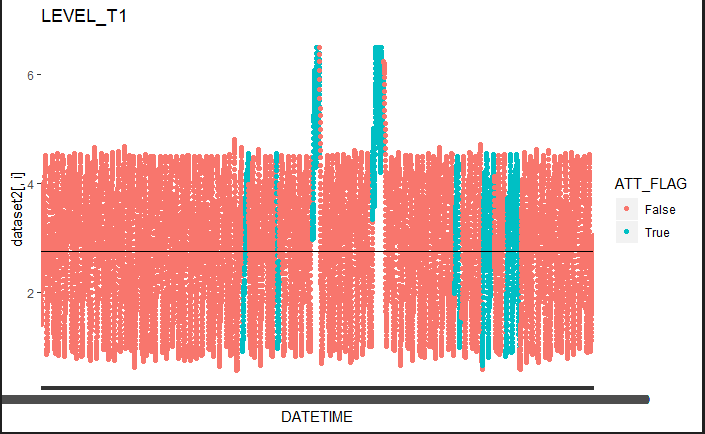 LEVEL_T1
6
4
2
dataset2[, i]
DATETIME
ATT_FLAG
False
True